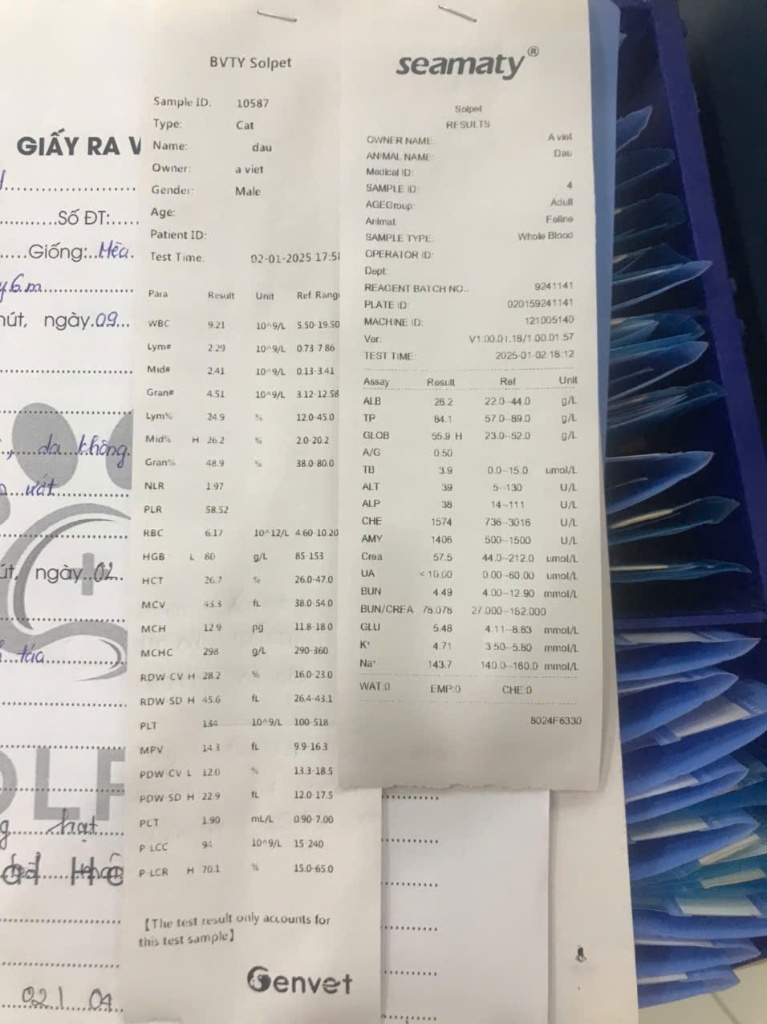 GIẤY RA V
Số ĐT:
Giống: Mèo.
hút, ngày 09
da không
ướt
ngày 02
hạt
02 1 04
BVTY Solpet
Sample ID: 10587
Type: Cat
Name: dau
Owner: a viet
Gender: Male
Age:
Patient ID:
Test Time: 02-01-2025 17:5
Para Result Unit Ref Rang
WBC 9.21 10^9/L 5.50-19.50
Lym# 2.29 10^9/L 0.73-7.86
Mid# 2.41 10^9/L 0.13-3.41
Gran# 4.51 10^9/L 3.12-12.58
Lym% 24.9 % 12.0-45.0
Mid% H 26.2 % 2.0-20.2
Gran% 48.9 % 38.0-80.0
NLR 1.97
PLR 58.52
RBC 6.17 10^12/L 4.60-10.20
HGB L 80 g/L 85-153
HCT 26.7 % 26.0-47.0
MCV 43.3 fL 38.0-54.0
MCH 12.9 pg 11.8-18.0
MCHC 298 g/L 290-360
RDW-CV H 28.2 % 16.0-23.0
RDW-SD H 45.6 fL 26.4-43.1
PLT 134 10^9/L 100-518
MPV 14.3 fL 9.9-16.3
PDW-CV L 12.0 % 13.3-18.5
PDW-SD H 22.9 fL 12.0-17.5
PCT 1.90 mL/L 0.90-7.00
P-LCC 94 10^9/L 15-240
P-LCR H 70.1 % 15.0-65.0
【The test result only accounts for
this test sample】
Genvet
seamaty®
Solpet
RESULTS
OWNER NAME: A viet
ANIMAL NAME: Dau
Medical ID:
SAMPLE ID: 4
AGEGroup: Adult
Animal: Feline
SAMPLE TYPE: Whole Blood
OPERATOR ID:
Dept:
REAGENT BATCH NO.: 9241141
PLATE ID: 020159241141
MACHINE ID: 121005140
Ver: V1.00.01.18/1.00.01.57
TEST TIME: 2025-01-02 18:12
Assay Result Ref Unit
ALB 28.2 22.0--44.0 g/L
TP 84.1 57.0--89.0 g/L
GLOB 55.9 H 23.0--52.0 g/L
A/G 0.50
TB 3.9 0.0--15.0 umol/L
ALT 39 5--130 U/L
ALP 38 14--111 U/L
CHE 1574 736--3016 U/L
AMY 1406 500--1500 U/L
Crea 57.5 44.0--212.0 umol/L
UA <10.00 0.00--60.00 umol/L
BUN 4.49 4.00--12.90 mmol/L
BUN/CREA 78.078 27.000--182.000
GLU 5.48 4.11--8.83 mmol/L
K+ 4.71 3.50--5.80 mmol/L
Na+ 143.7 140.0--160.0 mmol/L
WAT:0 EMP:0 CHE:0
8024F6330